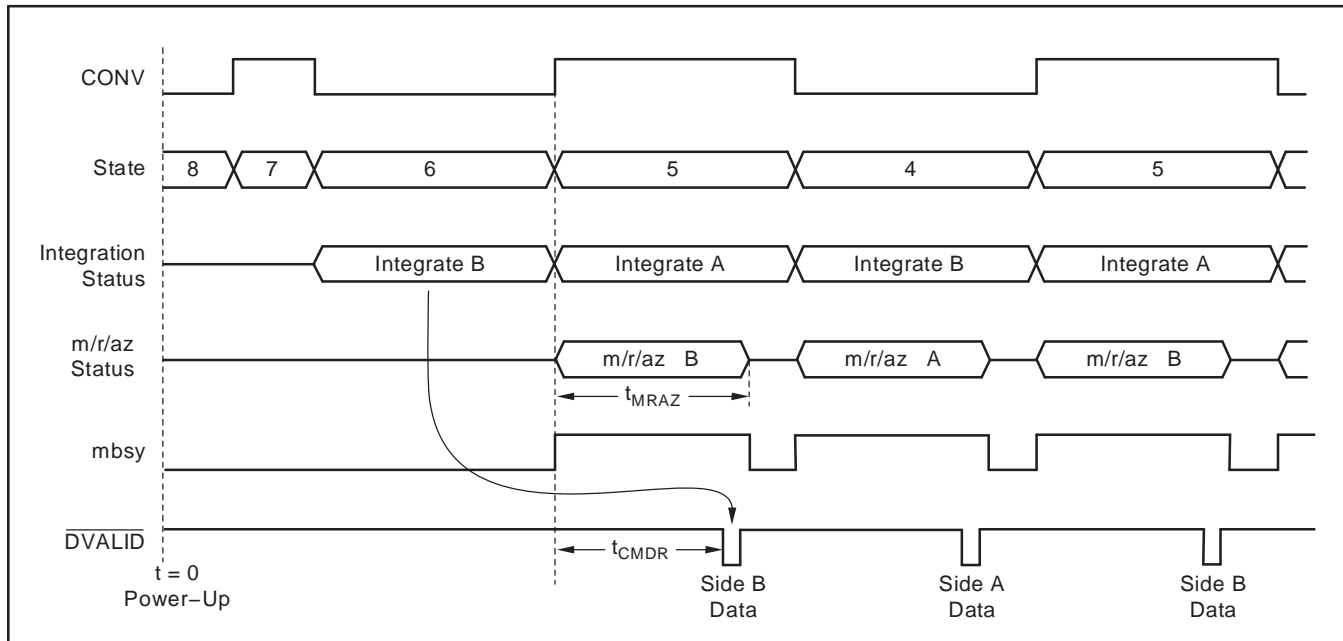 CONV
State
8 7 6 5 4 5
Integration
Status
Integrate B Integrate A Integrate B Integrate A
m/r/az
Status
m/r/az B m/r/az A m/r/az B
tMRAZ
mbsy
DVALID
tCMDR
t = 0
Power−Up
Side B
Data
Side A
Data
Side B
Data